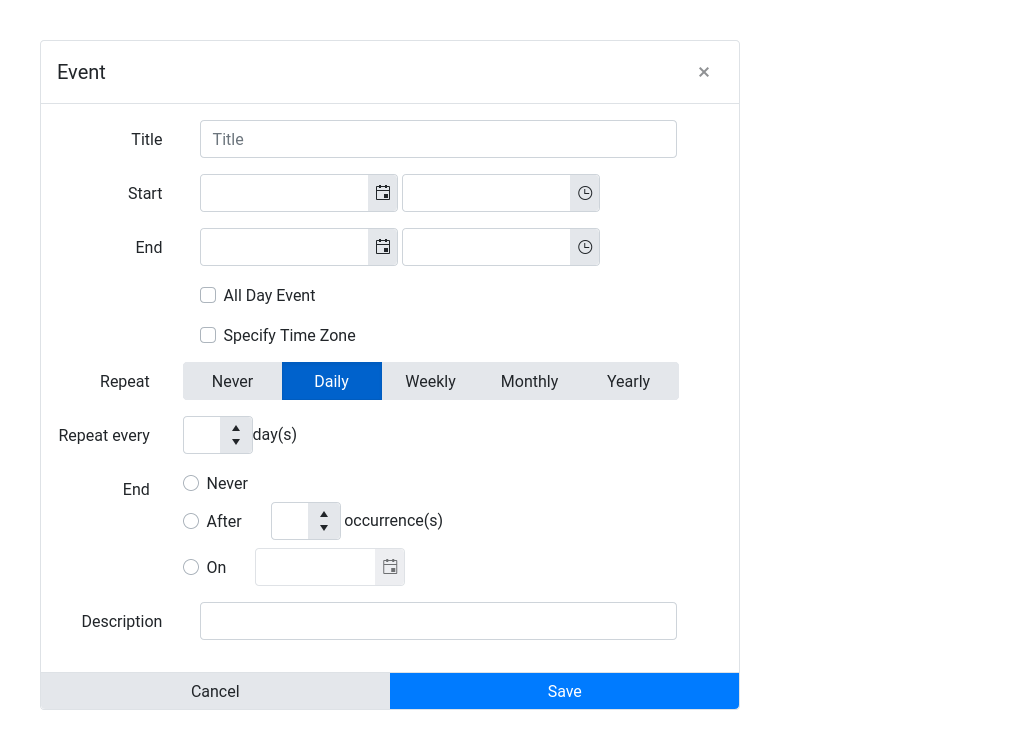 Event ×
Title Title
Start
End
All Day Event
Specify Time Zone
Repeat Never Daily Weekly Monthly Yearly
Repeat every day(s)
End Never
After occurrence(s)
On
Description
Cancel Save